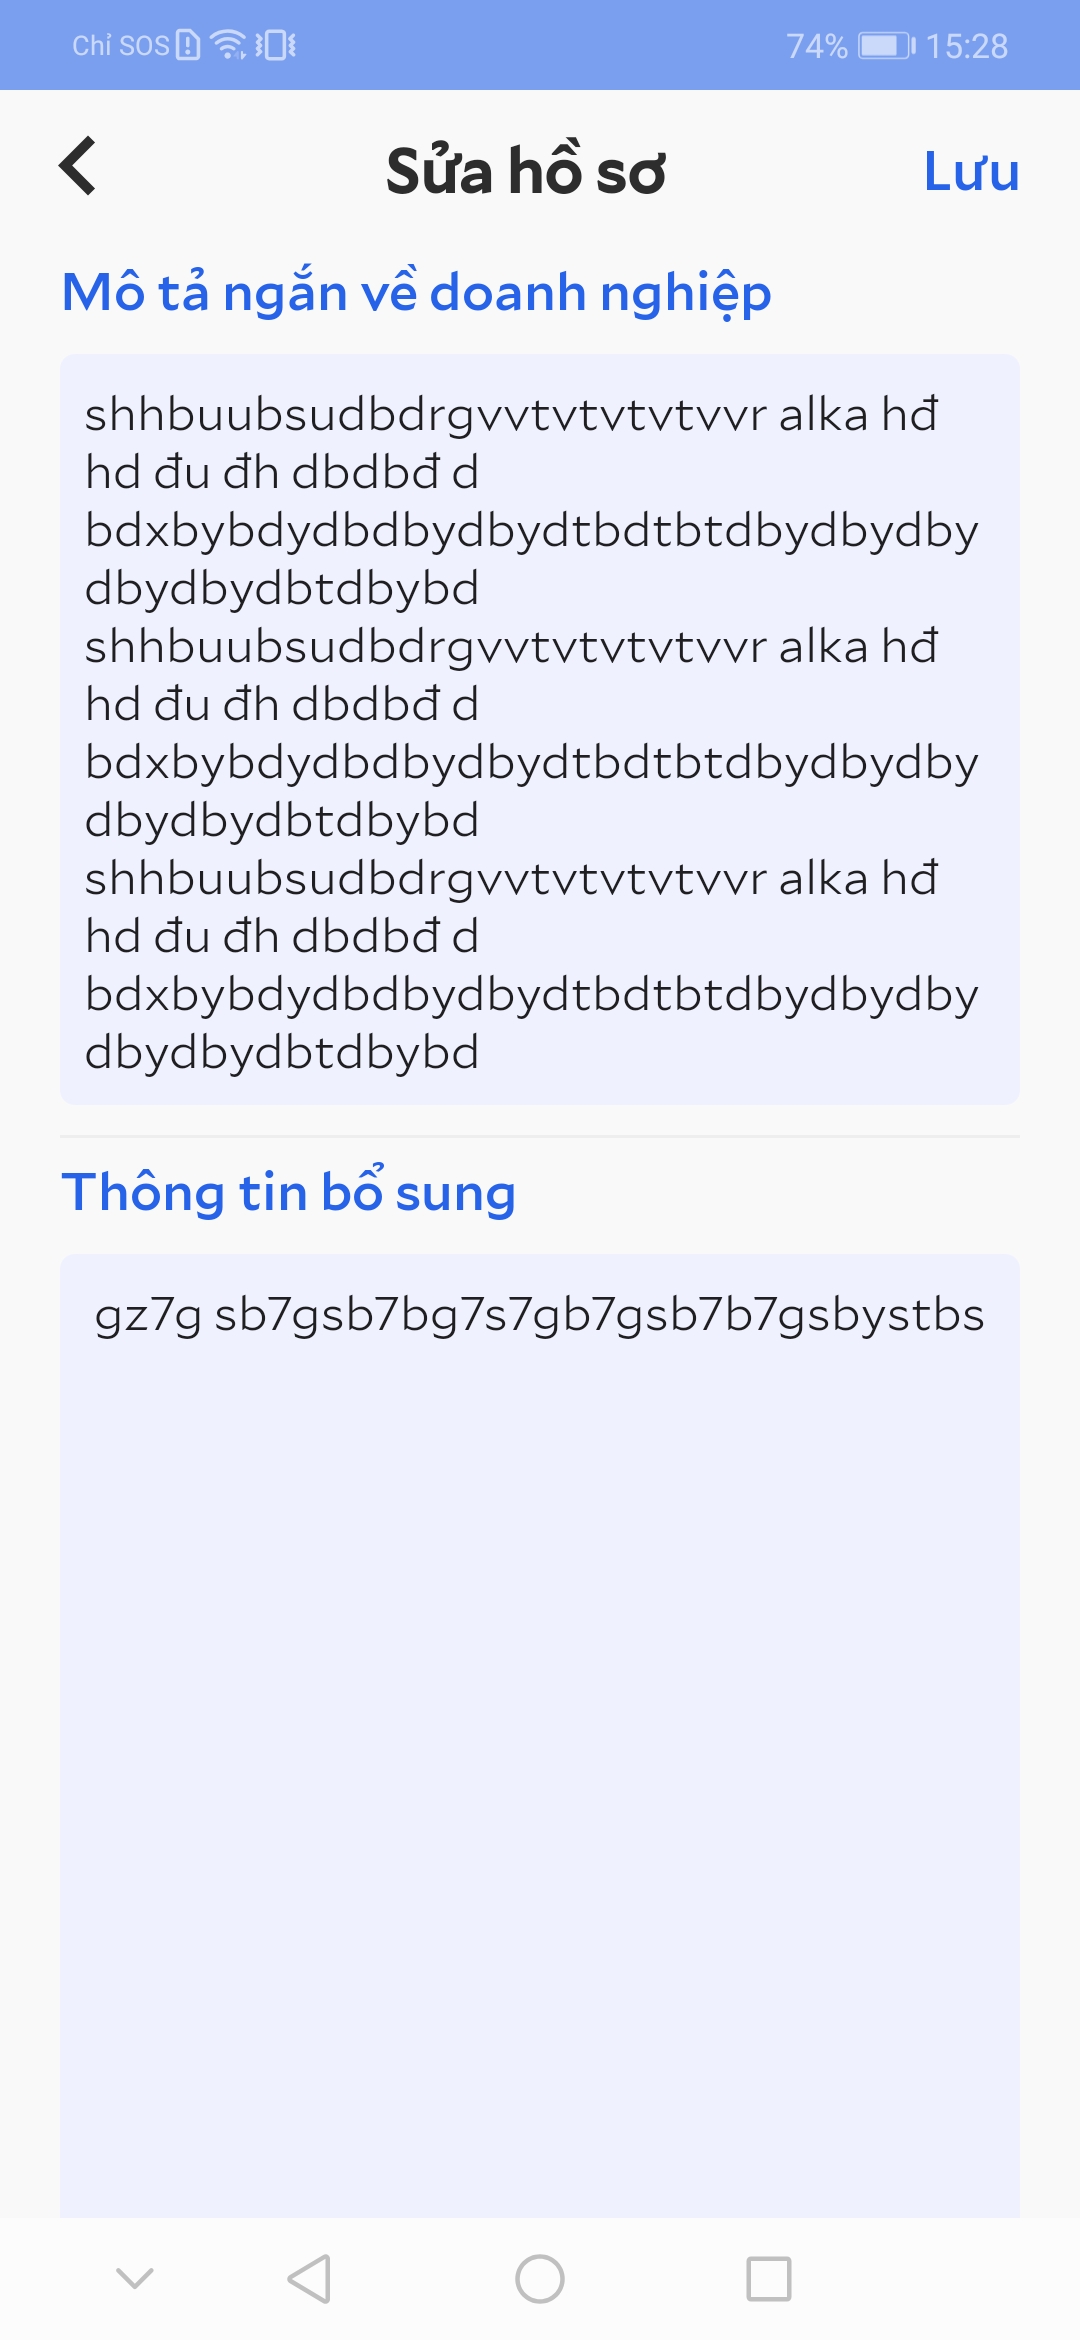 Chỉ SOS 74% 15:28
Sửa hồ sơ Lưu
Mô tả ngắn về doanh nghiệp
shhbuubsudbdrgvvtvtvtvtvvr alka hđ
hd đu đh dbdbđ d
bdxbybdydbdbydbydtbdtbtdbydbydby
dbydbydbtdbybd
shhbuubsudbdrgvvtvtvtvtvvr alka hđ
hd đu đh dbdbđ d
bdxbybdydbdbydbydtbdtbtdbydbydby
dbydbydbtdbybd
shhbuubsudbdrgvvtvtvtvtvvr alka hđ
hd đu đh dbdbđ d
bdxbybdydbdbydbydtbdtbtdbydbydby
dbydbydbtdbybd
Thông tin bổ sung
gz7g sb7gsb7bg7s7gb7gsb7b7gsbystbs